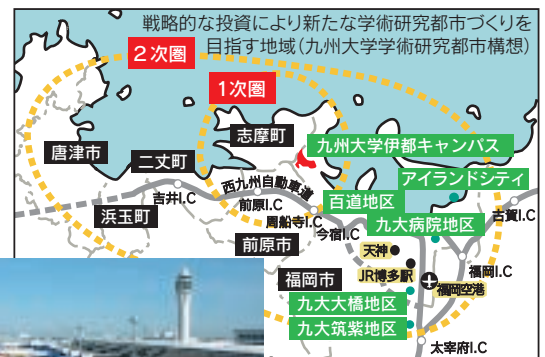 戦略的な投資により新たな学術研究都市づくりを
目指す地域(九州大学学術研究都市構想)
2次圏
1次圏
志摩町
九州大学伊都キャンパス
唐津市
二丈町
アイランドシティ
西九州自動車道
百道地区
吉井I.C
前原I.C
古賀I.C
浜玉町
周船寺I.C
今宿I.C
九大病院地区
前原市
天神
福岡I.C
JR博多駅
福岡市
福岡空港
九大大橋地区
九大筑紫地区
太宰府I.C